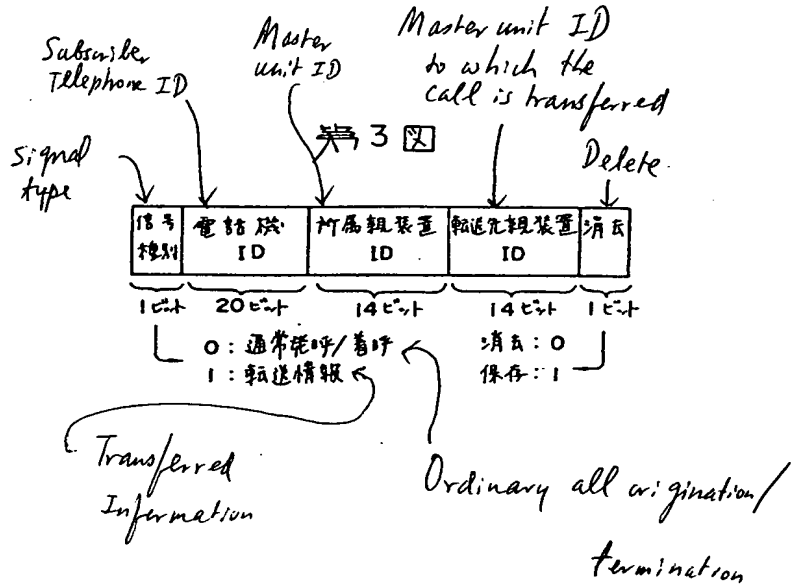 Subscriber
Telephone ID
Master
unit ID
Master unit ID
to which the
call is transferred
signal
type
第3図
Delete
信号
種別
電話機
ID
所属親装置
ID
転送先親装置
ID
消去
1ビット
20ビット
14ビット
14ビット
1ビット
0:通常発呼/着呼
1:転送情報
消去:0
保存:1
Transferred
Information
Ordinary all origination/
termination